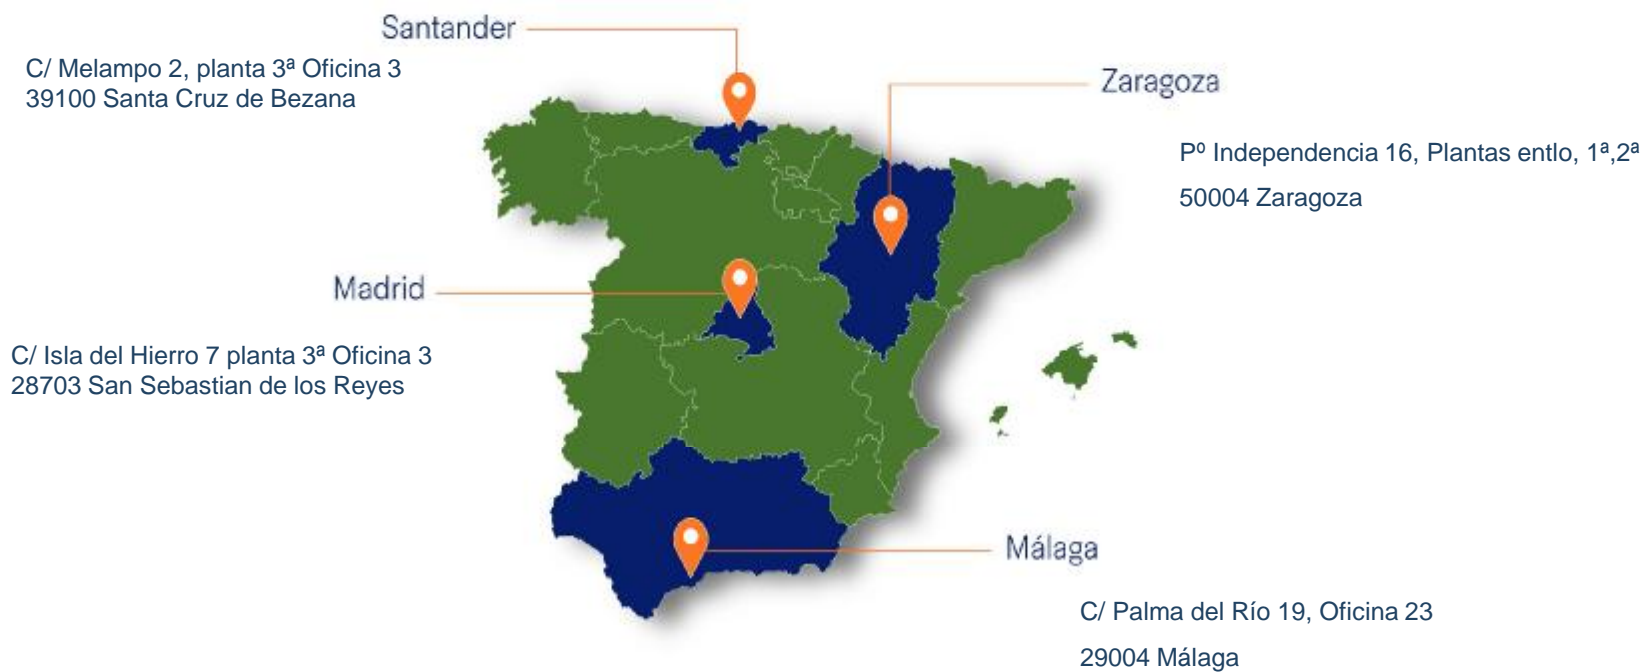 Santander
C/ Melampo 2, planta 3ª Oficina 3
39100 Santa Cruz de Bezana
Zaragoza
Pº Independencia 16, Plantas entlo, 1ª,2ª
50004 Zaragoza
Madrid
C/ Isla del Hierro 7 planta 3ª Oficina 3
28703 San Sebastian de los Reyes
Málaga
C/ Palma del Río 19, Oficina 23
29004 Málaga